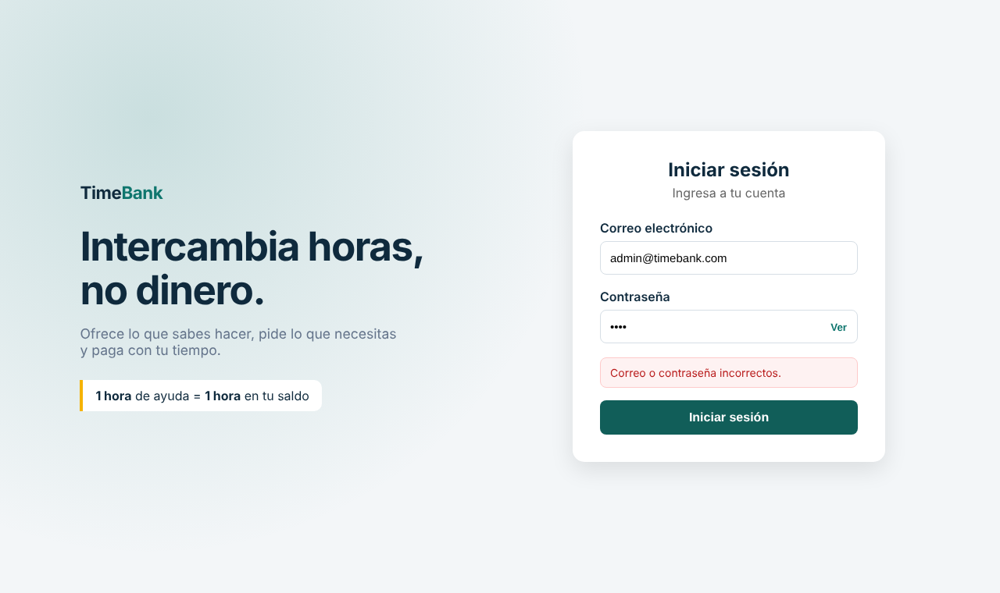 TimeBank
Intercambia horas,
no dinero.
Ofrece lo que sabes hacer, pide lo que necesitas
y paga con tu tiempo.
1 hora de ayuda = 1 hora en tu saldo
Iniciar sesión
Ingresa a tu cuenta
Correo electrónico
admin@timebank.com
Contraseña
•••• Ver
Correo o contraseña incorrectos.
Iniciar sesión